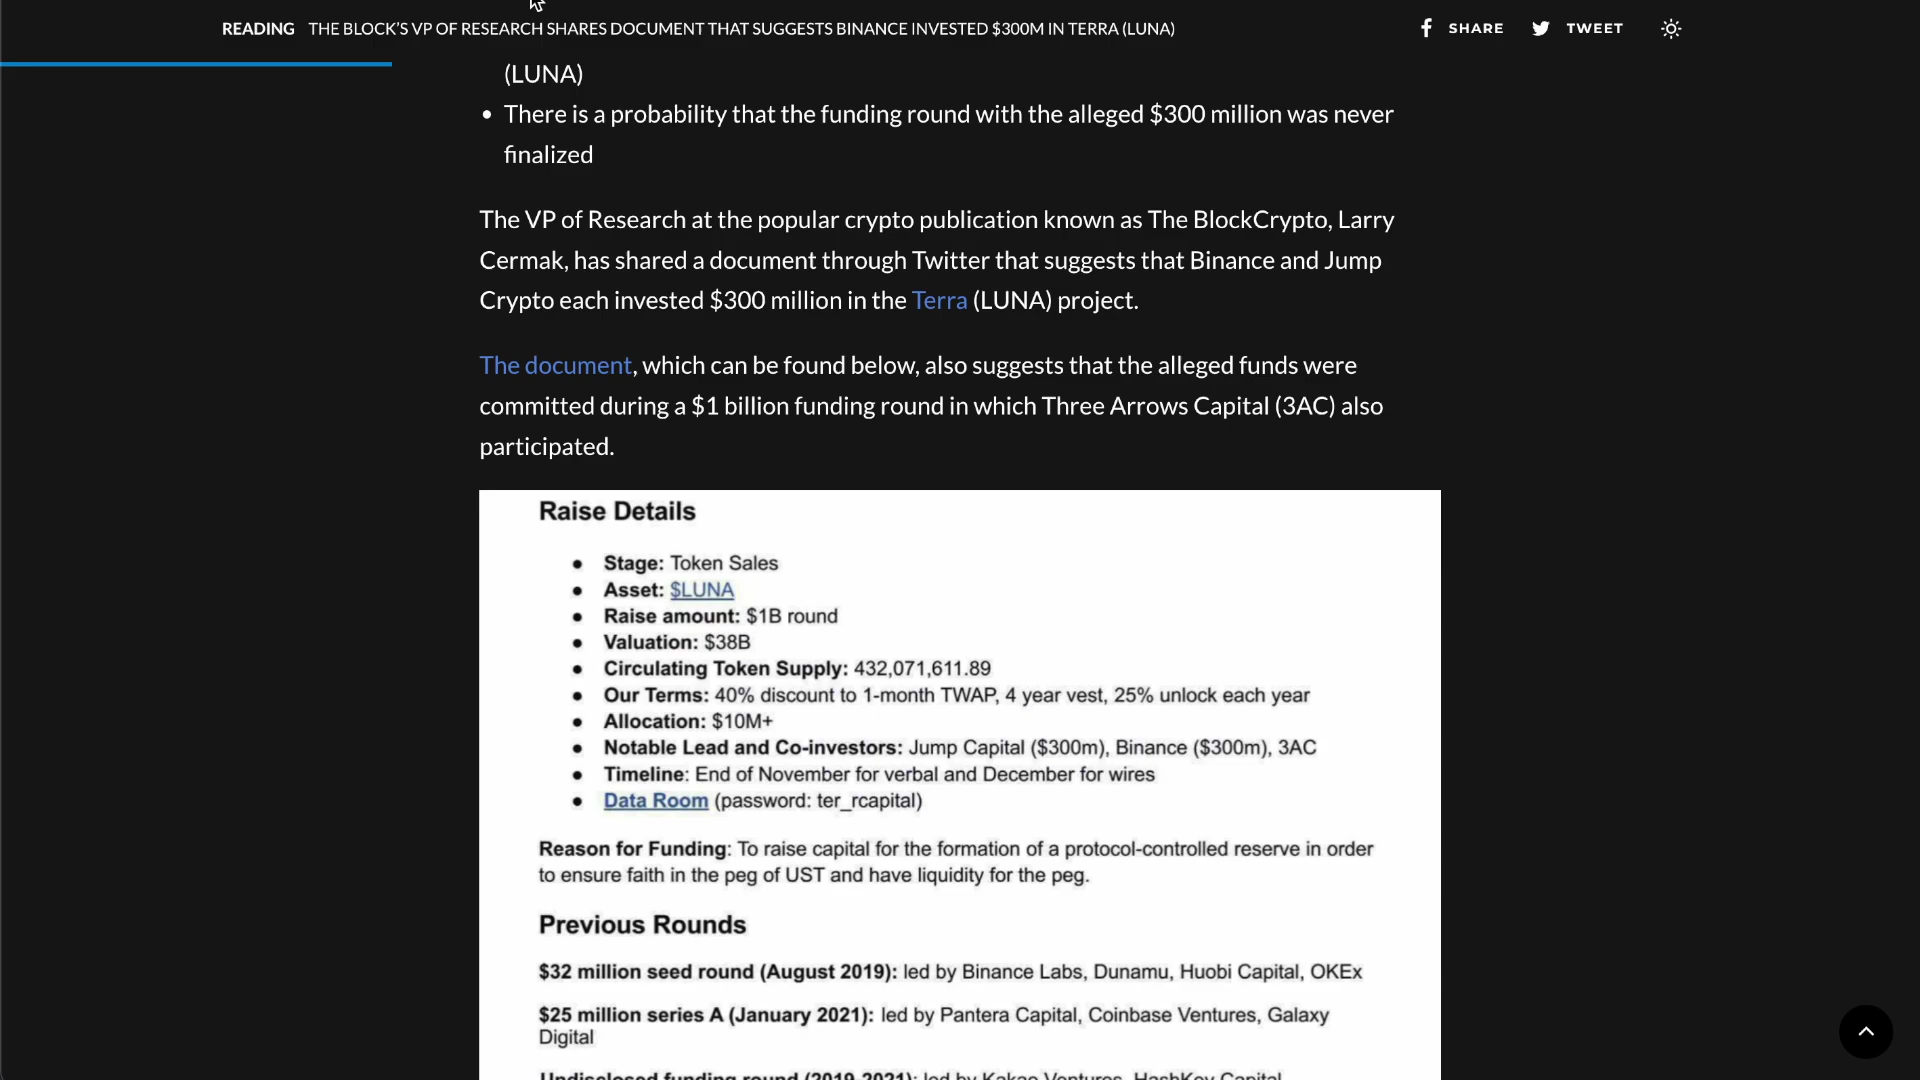 READING THE BLOCK’S VP OF RESEARCH SHARES DOCUMENT THAT SUGGESTS BINANCE INVESTED $300M IN TERRA (LUNA) SHARE TWEET
(LUNA)
• There is a probability that the funding round with the alleged $300 million was never
finalized
The VP of Research at the popular crypto publication known as The BlockCrypto, Larry
Cermak, has shared a document through Twitter that suggests that Binance and Jump
Crypto each invested $300 million in the Terra (LUNA) project.
The document, which can be found below, also suggests that the alleged funds were
committed during a $1 billion funding round in which Three Arrows Capital (3AC) also
participated.
Raise Details
• Stage: Token Sales
• Asset: $LUNA
• Raise amount: $1B round
• Valuation: $38B
• Circulating Token Supply: 432,071,611.89
• Our Terms: 40% discount to 1-month TWAP, 4 year vest, 25% unlock each year
• Allocation: $10M+
• Notable Lead and Co-investors: Jump Capital ($300m), Binance ($300m), 3AC
• Timeline: End of November for verbal and December for wires
• Data Room (password: ter_rcapital)
Reason for Funding: To raise capital for the formation of a protocol-controlled reserve in order
to ensure faith in the peg of UST and have liquidity for the peg.
Previous Rounds
$32 million seed round (August 2019): led by Binance Labs, Dunamu, Huobi Capital, OKEx
$25 million series A (January 2021): led by Pantera Capital, Coinbase Ventures, Galaxy
Digital
Undisclosed funding round (2019-2021): led by Kakao Ventures, HashKey Capital